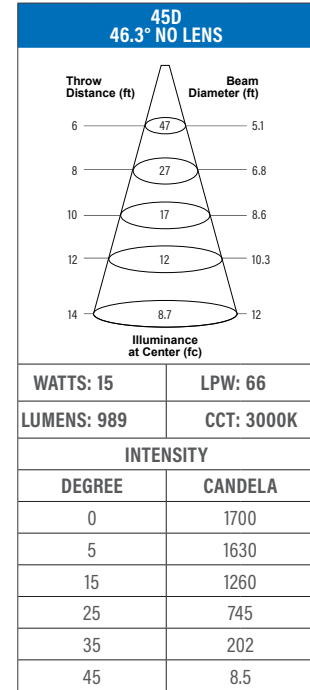 45D
46.3° NO LENS
Throw
Distance (ft)
Beam
Diameter (ft)
6 47 5.1
8 27 6.8
10 17 8.6
12 12 10.3
14 8.7 12
Illuminance
at Center (fc)
WATTS: 15 LPW: 66
LUMENS: 989 CCT: 3000K
INTENSITY
DEGREE CANDELA
0 1700
5 1630
15 1260
25 745
35 202
45 8.5